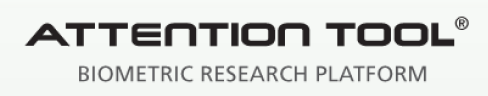 ATTENTION TOOL®
BIOMETRIC RESEARCH PLATFORM